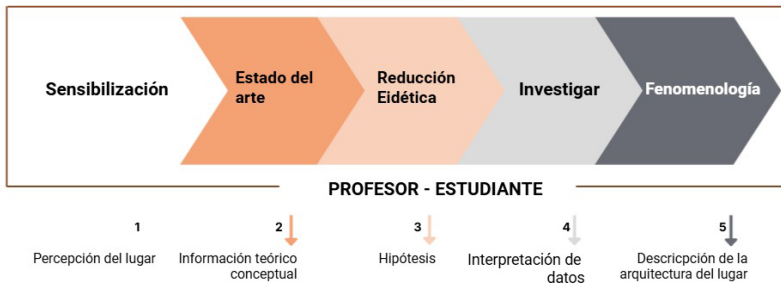 Sensibilización
Estado del
arte
Reducción
Eidética
Investigar
Fenomenología
PROFESOR - ESTUDIANTE
1
2
3
4
5
Percepción del lugar
Información teórico
conceptual
Hipótesis
Interpretación de
datos
Descricpción de la
arquitectura del lugar